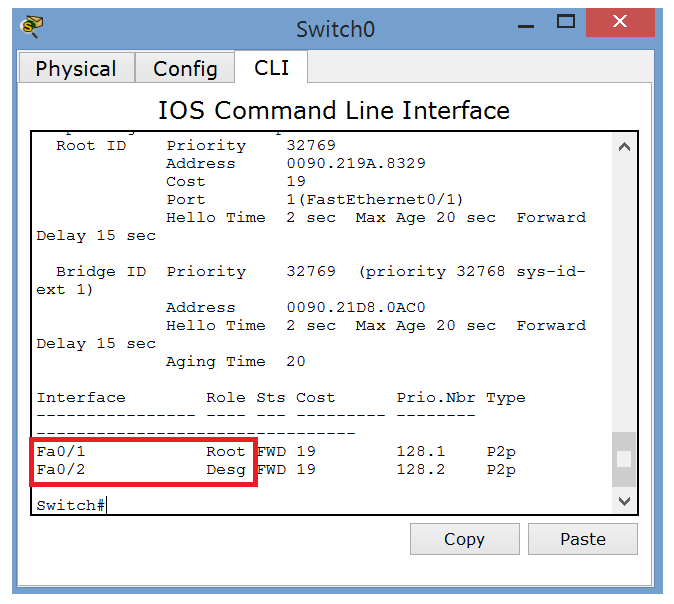 Switch0
Physical Config CLI
IOS Command Line Interface
Root ID Priority 32769
Address 0090.219A.8329
Cost 19
Port 1(FastEthernet0/1)
Hello Time 2 sec Max Age 20 sec Forward
Delay 15 sec
Bridge ID Priority 32769 (priority 32768 sys-id-
ext 1)
Address 0090.21D8.0AC0
Hello Time 2 sec Max Age 20 sec Forward
Delay 15 sec
Aging Time 20
Interface Role Sts Cost Prio.Nbr Type
---------------- ---- --- --------- --------
--------------------------------
Fa0/1 Root FWD 19 128.1 P2p
Fa0/2 Desg FWD 19 128.2 P2p
Switch#
Copy Paste